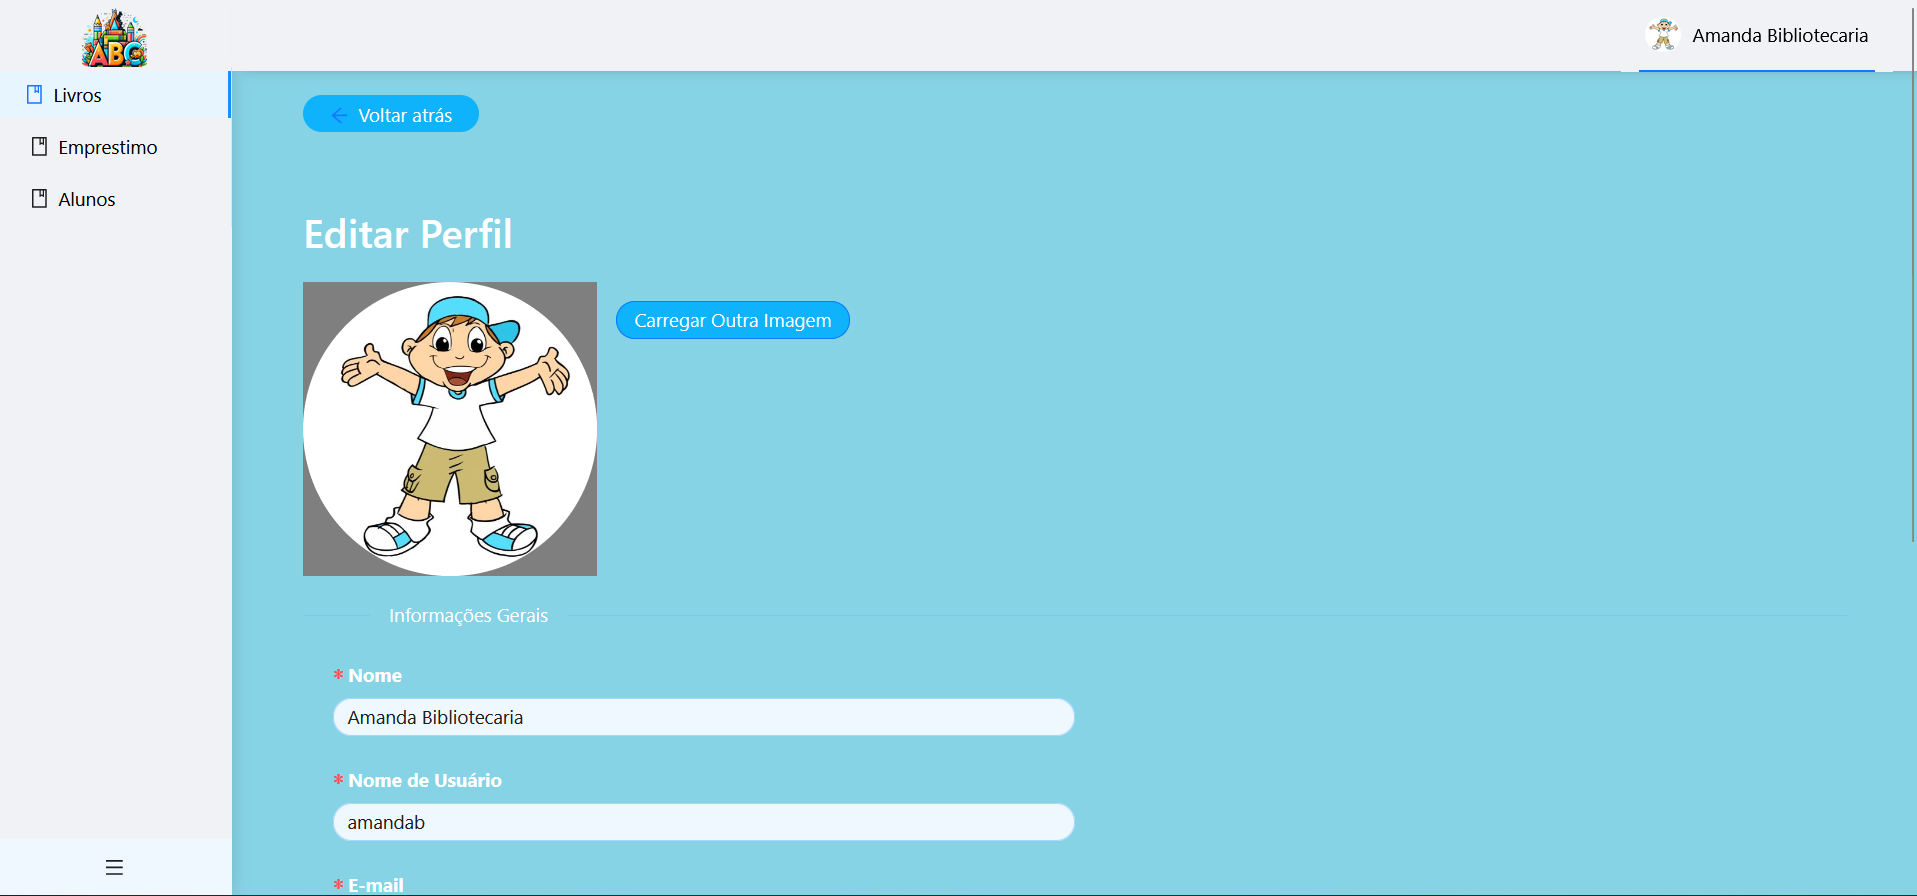 ABC
Amanda Bibliotecaria
Livros
Emprestimo
Alunos
Voltar atrás
Editar Perfil
Carregar Outra Imagem
Informações Gerais
* Nome
Amanda Bibliotecaria
* Nome de Usuário
amandab
* E-mail